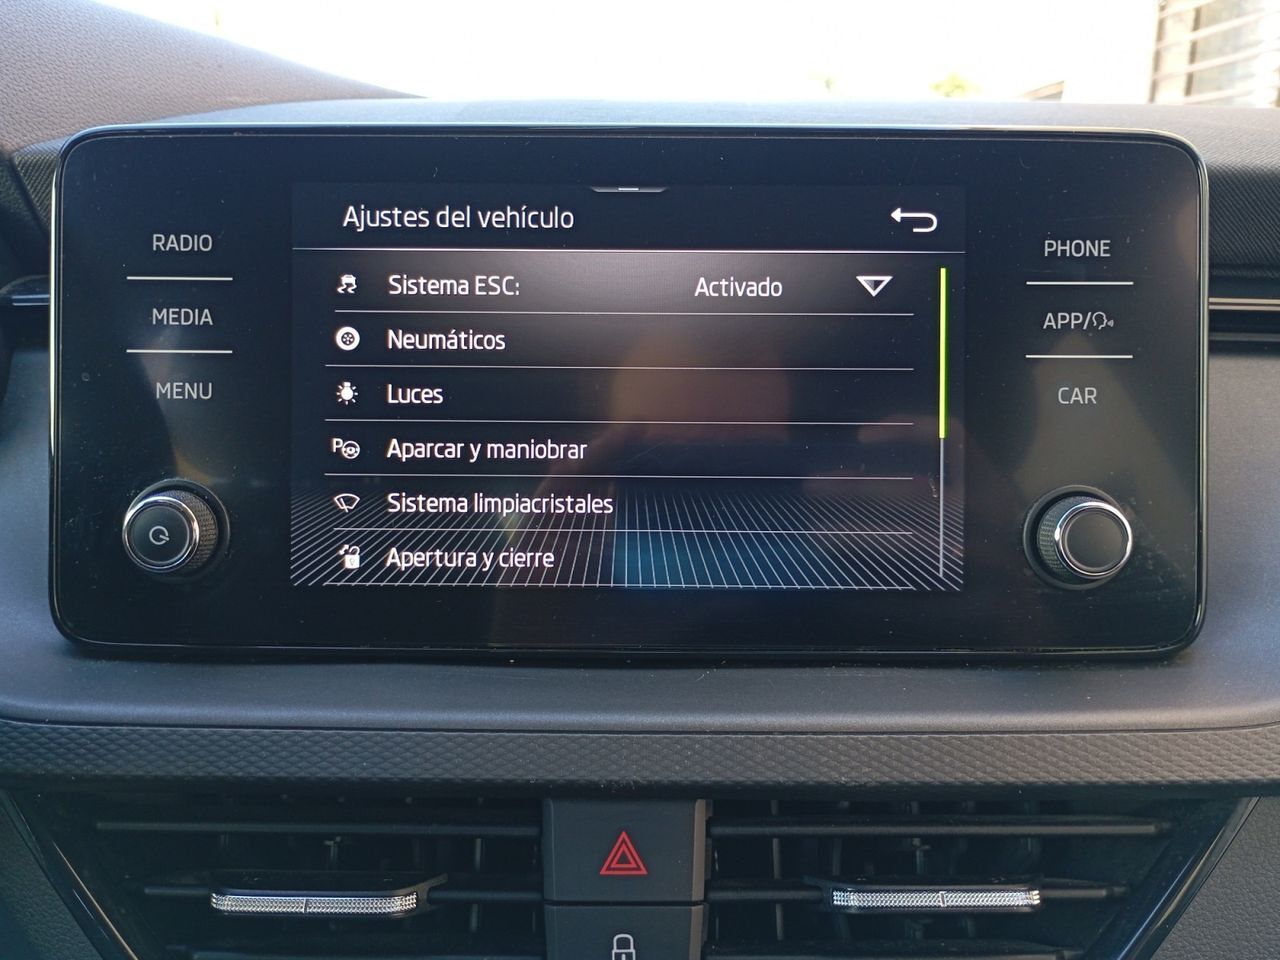 RADIO
MEDIA
MENU
Ajustes del vehículo
Sistema ESC: Activado
Neumáticos
Luces
P Aparcar y maniobrar
Sistema limpiacristales
Apertura y cierre
PHONE
APP/
CAR